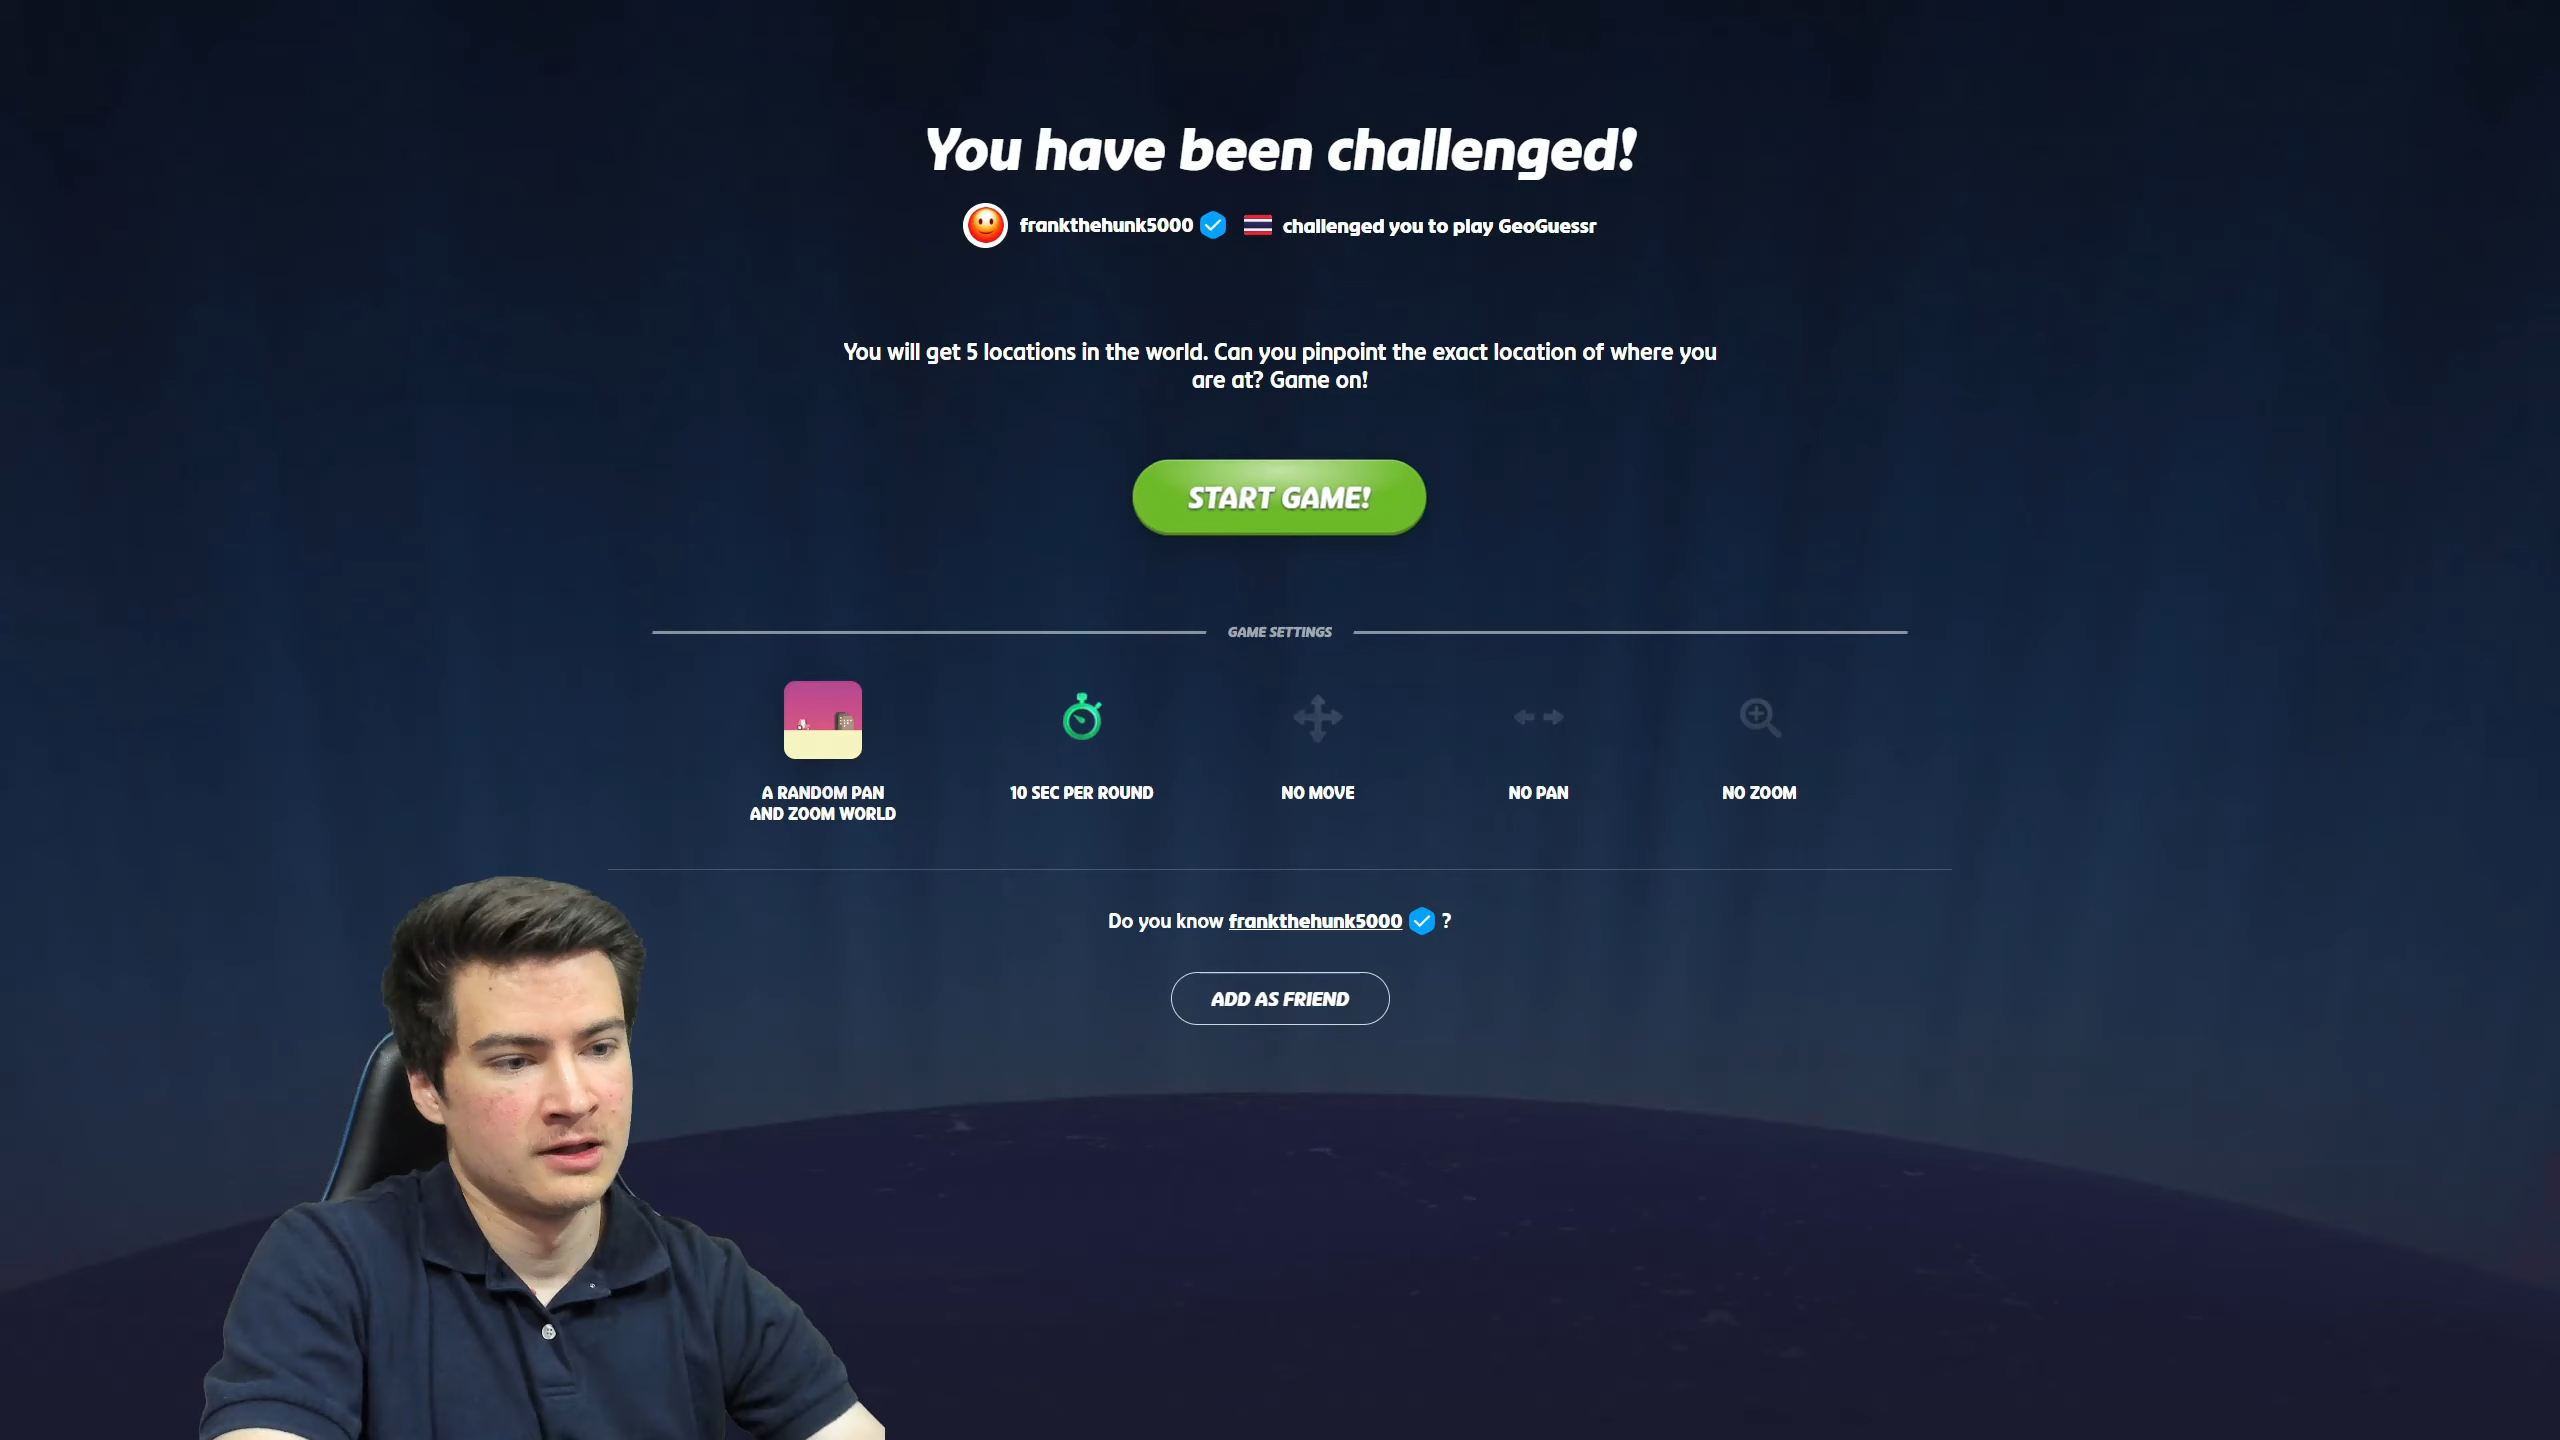 You have been challenged!
frankthehunk5000 challenged you to play GeoGuessr
You will get 5 locations in the world. Can you pinpoint the exact location of where you
are at? Game on!
START GAME!
GAME SETTINGS
A RANDOM PAN
AND ZOOM WORLD
10 SEC PER ROUND
NO MOVE
NO PAN
NO ZOOM
Do you know frankthehunk5000 ?
ADD AS FRIEND